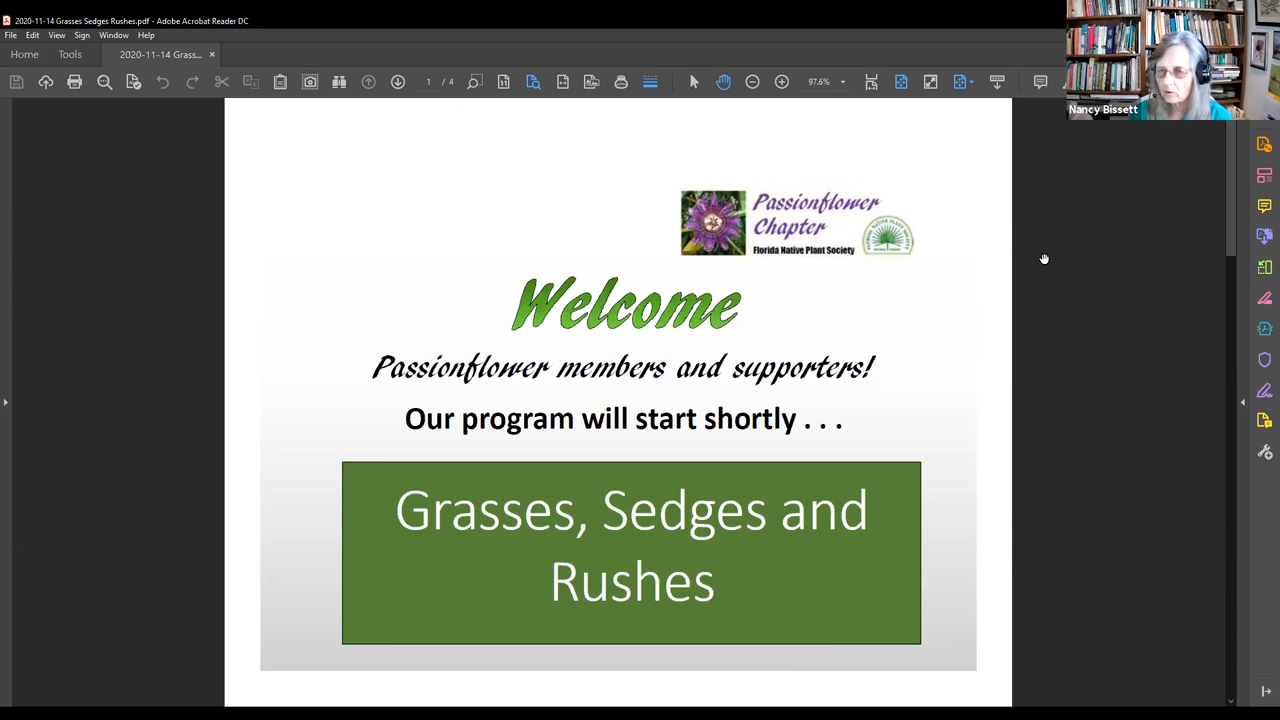 2020-11-14 Grasses Sedges Rushes.pdf - Adobe Acrobat Reader DC
File Edit View Sign Window Help
Home Tools 2020-11-14 Grass... ×
1 / 4 97.6%
Nancy Bissett
Passionflower
Chapter
Florida Native Plant Society
Welcome
Passionflower members and supporters!
Our program will start shortly . . .
Grasses, Sedges and
Rushes